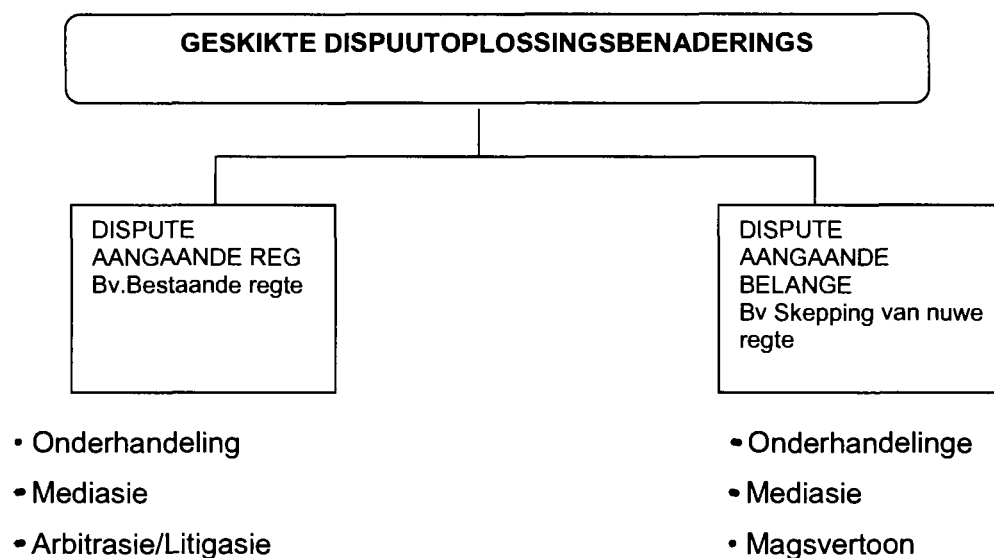 GESKIKTE DISPUUTOPLOSSINGSBENADERINGS
DISPUTE
AANGAANDE REG
Bv.Bestaande regte
• Onderhandeling
• Mediasie
• Arbitrasie/Litigasie
DISPUTE
AANGAANDE
BELANGE
Bv Skepping van nuwe
regte
• Onderhandelinge
• Mediasie
• Magsvertoon